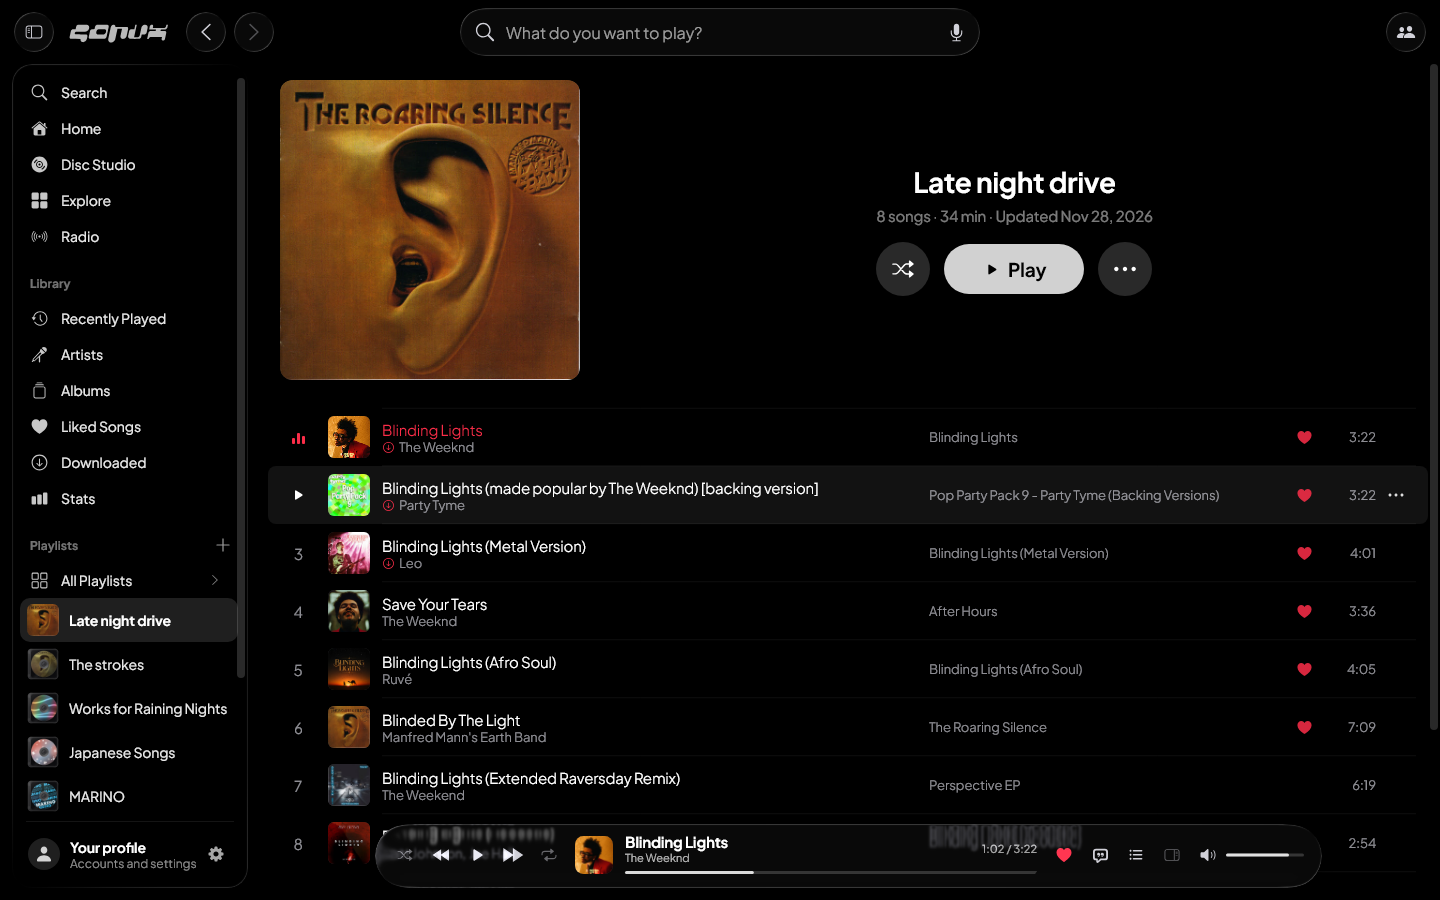 sonux
What do you want to play?
Search
Home
Disc Studio
Explore
Radio
Library
Recently Played
Artists
Albums
Liked Songs
Downloaded
Stats
Playlists
All Playlists
Late night drive
The strokes
Works for Raining Nights
Japanese Songs
MARINO
Your profile
Accounts and settings
THE ROARING SILENCE
MANFRED MANN'S
EARTH
BAND
Late night drive
8 songs · 34 min · Updated Nov 28, 2026
Play
Blinding Lights
The Weeknd
Blinding Lights
3:22
Blinding Lights (made popular by The Weeknd) [backing version]
Party Tyme
Pop Party Pack 9 - Party Tyme (Backing Versions)
3:22
3
Blinding Lights (Metal Version)
Leo
Blinding Lights (Metal Version)
4:01
4
Save Your Tears
The Weeknd
After Hours
3:36
5
BLINDING
LIGHTS
Blinding Lights (Afro Soul)
Ruvé
Blinding Lights (Afro Soul)
4:05
6
Blinded By The Light
Manfred Mann's Earth Band
The Roaring Silence
7:09
7
Blinding Lights (Extended Raversday Remix)
The Weekend
Perspective EP
6:19
8
2:54
Blinding Lights
The Weeknd
1:02 / 3:22